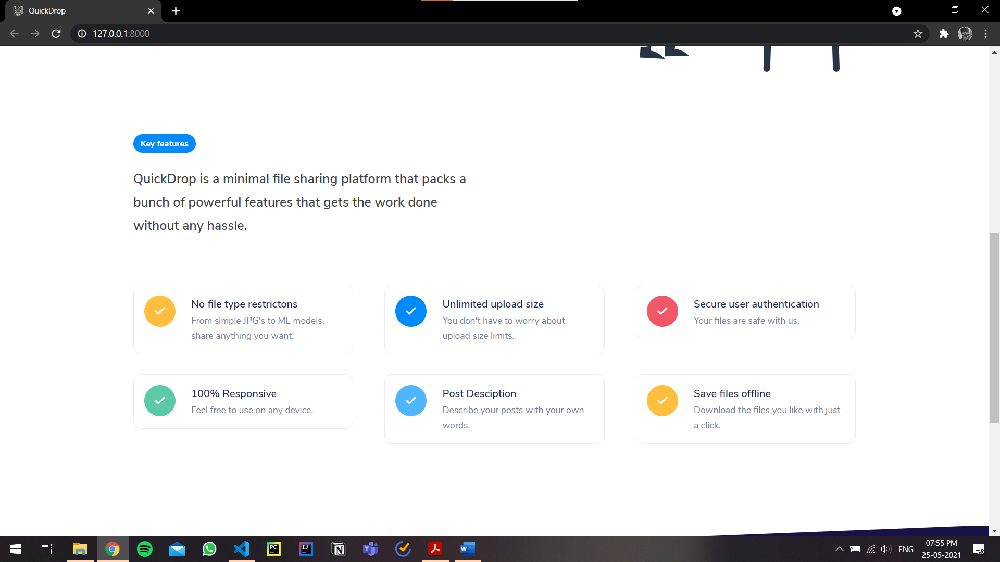 QuickDrop
127.0.0.1:8000
Key features
QuickDrop is a minimal file sharing platform that packs a
bunch of powerful features that gets the work done
without any hassle.
No file type restrictons
From simple JPG's to ML models,
share anything you want.
Unlimited upload size
You don't have to worry about
upload size limits.
Secure user authentication
Your files are safe with us.
100% Responsive
Feel free to use on any device.
Post Desciption
Describe your posts with your own
words.
Save files offline
Download the files you like with just
a click.
PC
IJ
N
T
W
ENG
07:55 PM
25-05-2021